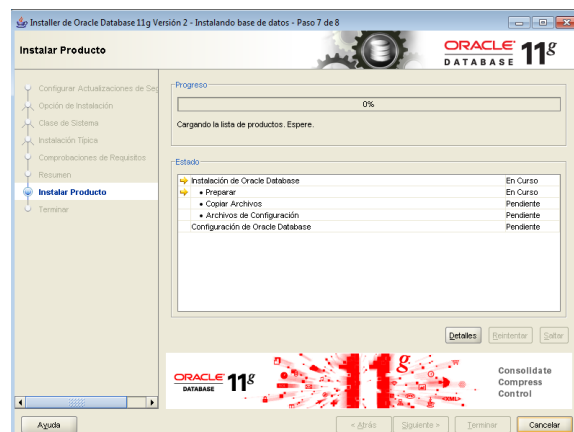 Installer de Oracle Database 11g Versión 2 - Instalando base de datos - Paso 7 de 8
Instalar Producto
ORACLE
DATABASE
11g
Configurar Actualizaciones de Seg
Opción de Instalación
Clase de Sistema
Instalación Típica
Comprobaciones de Requisitos
Resumen
Instalar Producto
Terminar
Progreso
0%
Cargando la lista de productos. Espere.
Estado
Instalación de Oracle Database En Curso
• Preparar En Curso
• Copiar Archivos Pendiente
• Archivos de Configuración Pendiente
Configuración de Oracle Database Pendiente
Detalles Reintentar Saltar
ORACLE
DATABASE
11g
11g
Consolidate
Compress
Control
Ayuda < Atrás Siguiente > Terminar Cancelar